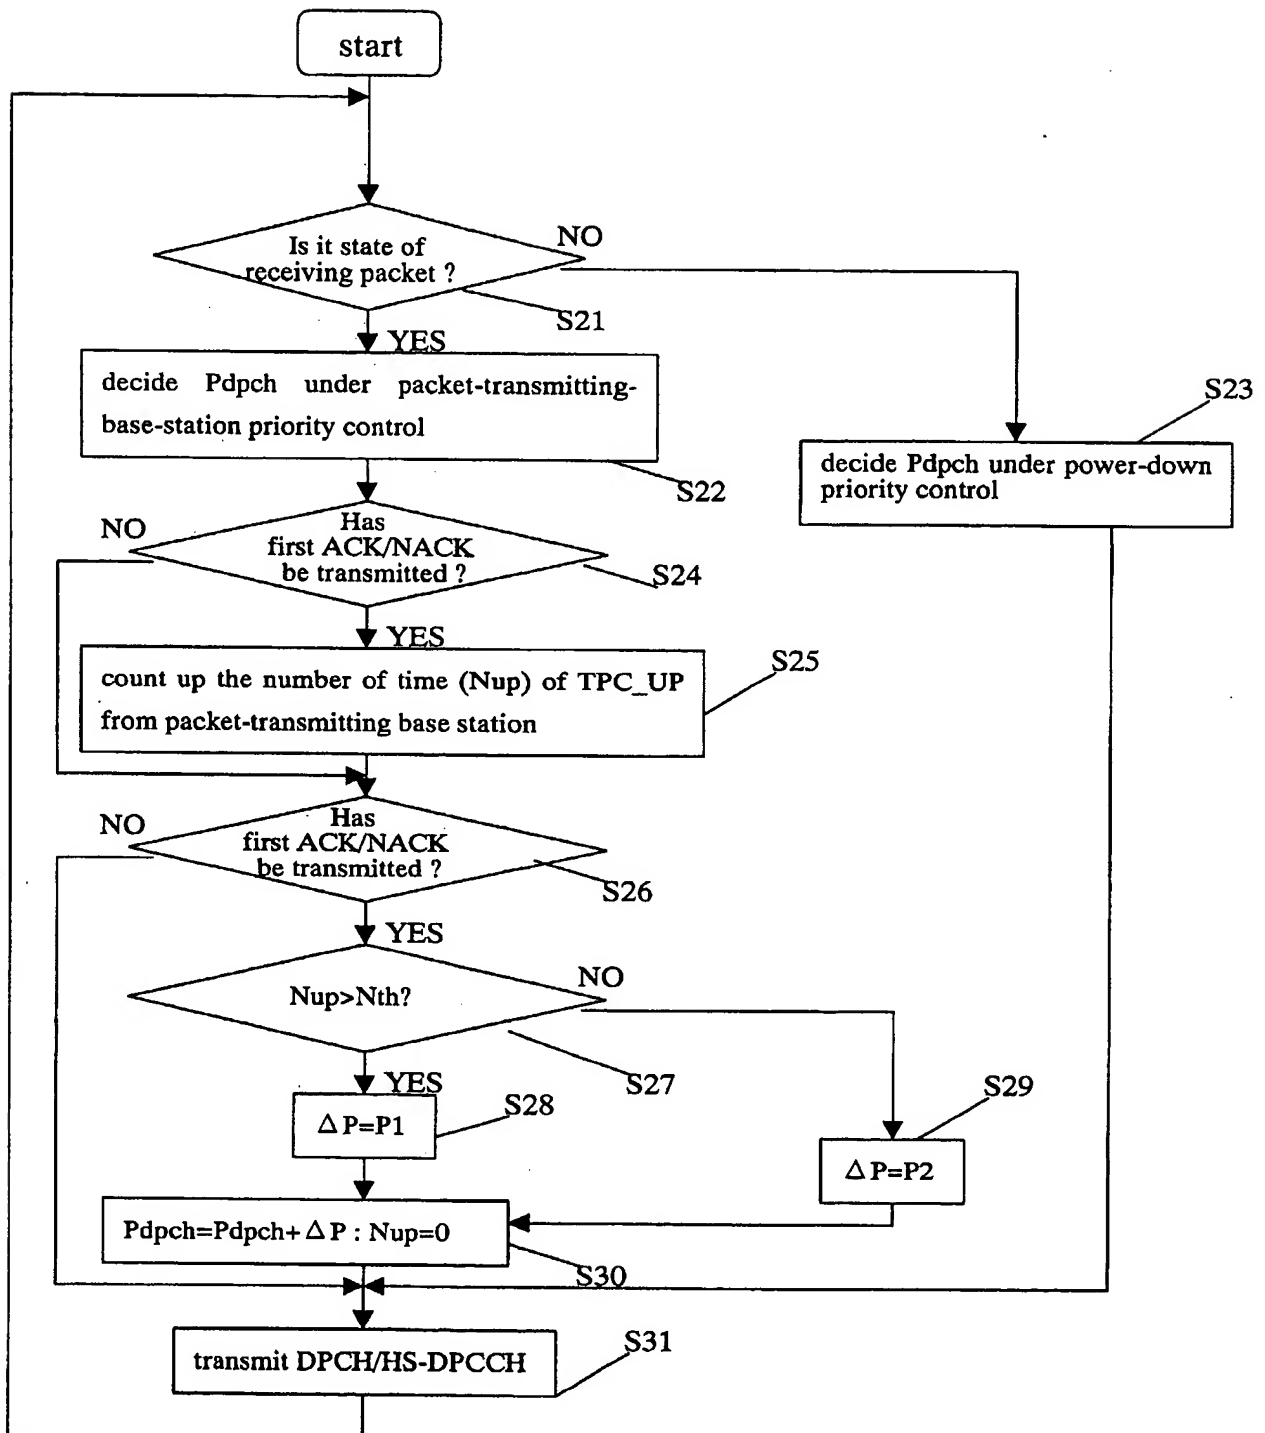 start
Is it state of
receiving packet ?
NO
S21
YES
decide Pdpch under packet-transmitting-
base-station priority control
S22
S23
decide Pdpch under power-down
priority control
NO
Has
first ACK/NACK
be transmitted ?
S24
YES
S25
count up the number of time (Nup) of TPC_UP
from packet-transmitting base station
NO
Has
first ACK/NACK
be transmitted ?
S26
YES
Nup>Nth?
NO
S27
YES
S28
ΔP=P1
S29
ΔP=P2
Pdpch=Pdpch+ΔP : Nup=0
S30
transmit DPCH/HS-DPCCH
S31